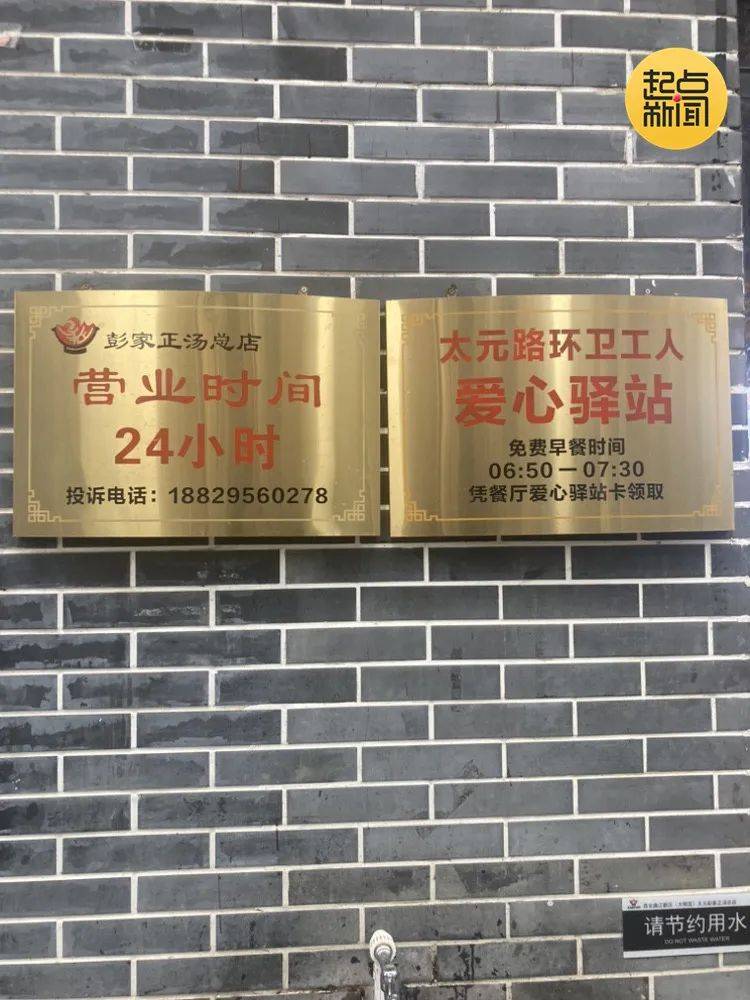 起点
新闻
彭家正汤总店
营业时间
24小时
投诉电话：18829560278
太元路环卫工人
爱心驿站
免费早餐时间
06:50—07:30
凭餐厅爱心驿站卡领取
请节约用水
DO NOT WASTE WATER